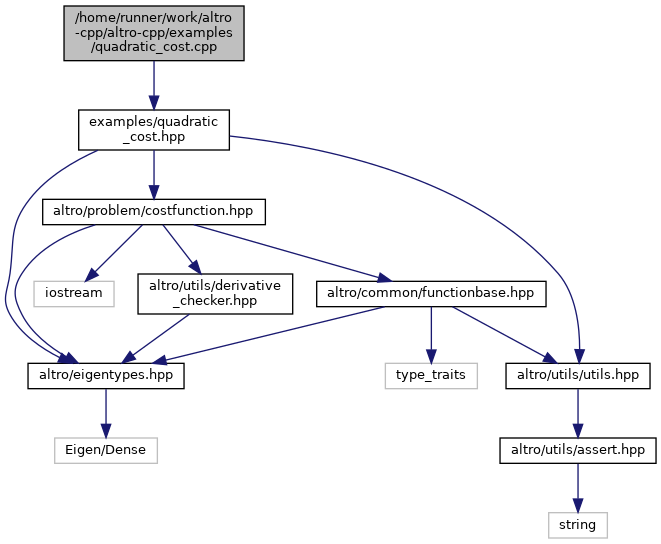 /home/runner/work/altro
-cpp/altro-cpp/examples
/quadratic_cost.cpp
examples/quadratic
_cost.hpp
altro/problem/costfunction.hpp
iostream
altro/utils/derivative
_checker.hpp
altro/common/functionbase.hpp
altro/eigentypes.hpp
type_traits
altro/utils/utils.hpp
Eigen/Dense
altro/utils/assert.hpp
string